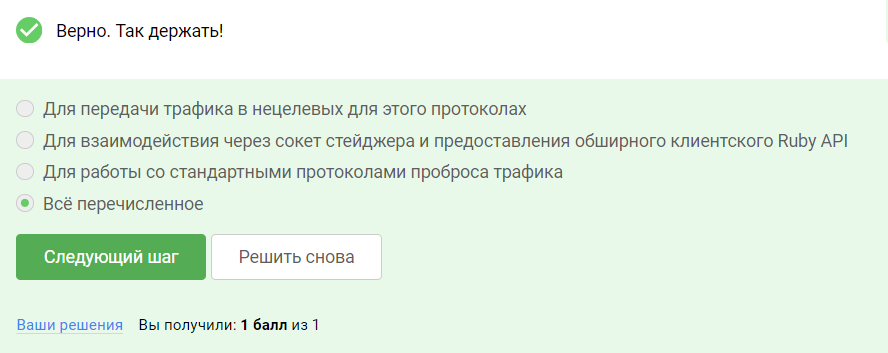 Верно. Так держать!
Для передачи трафика в нецелевых для этого протоколах
Для взаимодействия через сокет стейджера и предоставления обширного клиентского Ruby API
Для работы со стандартными протоколами проброса трафика
Всё перечисленное
Следующий шаг Решить снова
Ваши решения Вы получили: 1 балл из 1